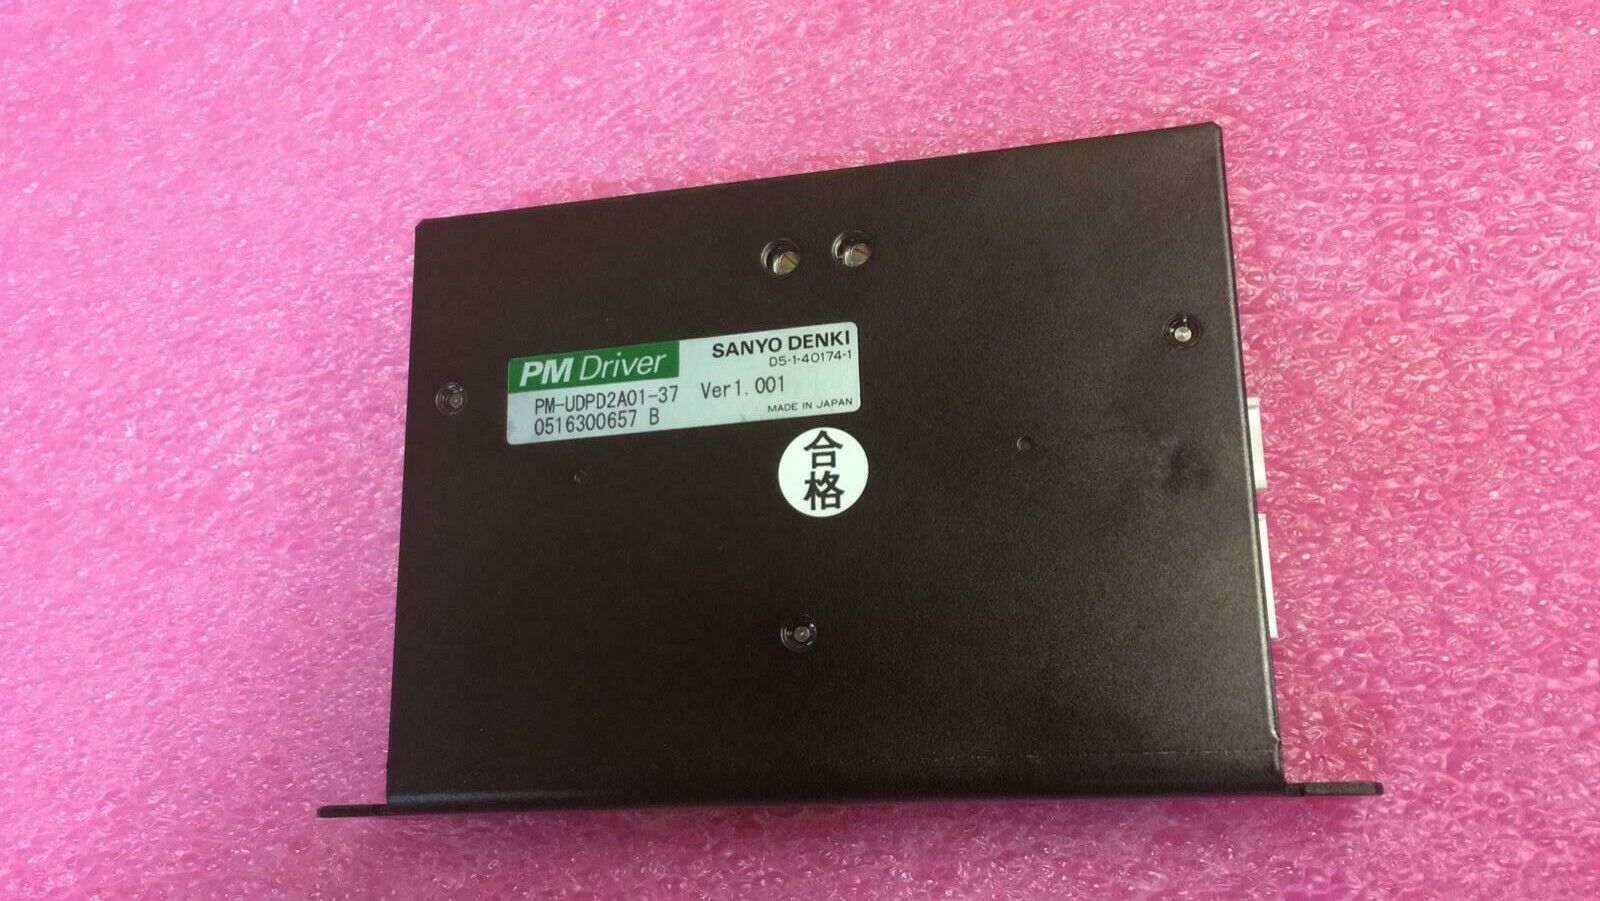 PM Driver
SANYO DENKI
D5-1-40174-1
PM-UDPD2A01-37 Ver1.001
0516300657 B
MADE IN JAPAN
合格